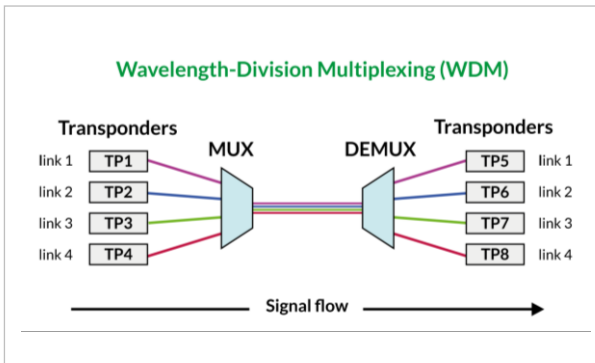 Wavelength-Division Multiplexing (WDM)
Transponders
MUX
DEMUX
Transponders
link 1 TP1
TP5 link 1
link 2 TP2
TP6 link 2
link 3 TP3
TP7 link 3
link 4 TP4
TP8 link 4
Signal flow